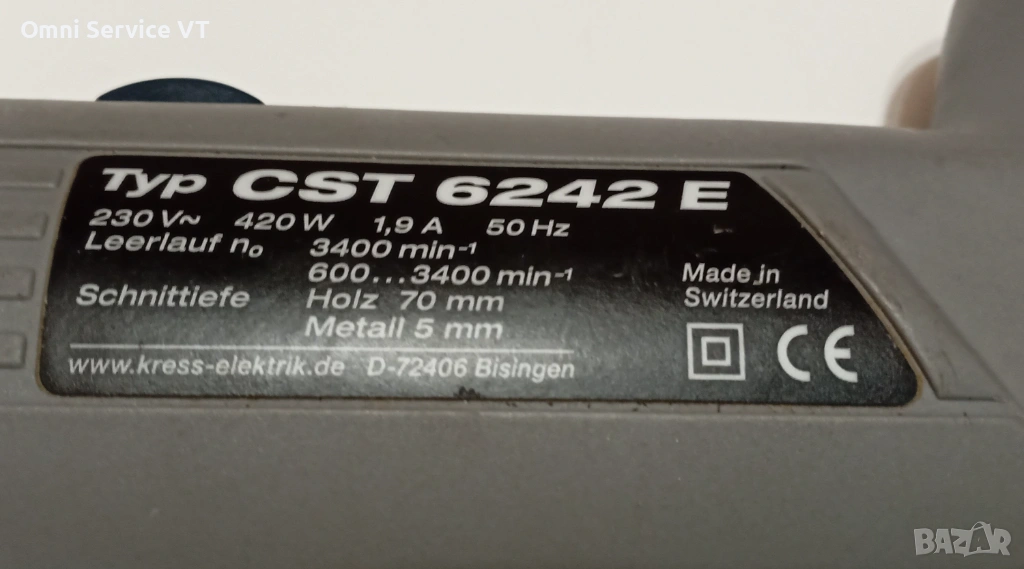 Omni Service VT
Typ CST 6242 E
230 V~ 420 W 1,9 A 50 Hz
Leerlauf n₀ 3400 min-1
600...3400 min-1
Schnittiefe Holz 70 mm
Metall 5 mm
Made in
Switzerland
www.kress-elektrik.de D-72406 Bisingen
CE
BAZAR